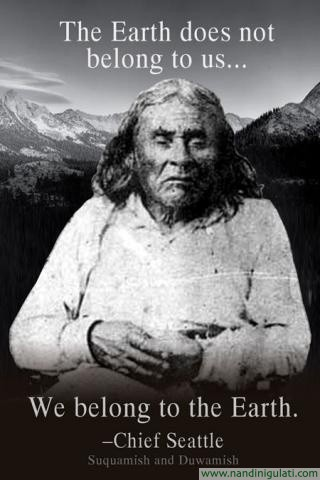 The Earth does not
belong to us...
We belong to the Earth.
–Chief Seattle
Suquamish and Duwamish
www.nandinigulati.com